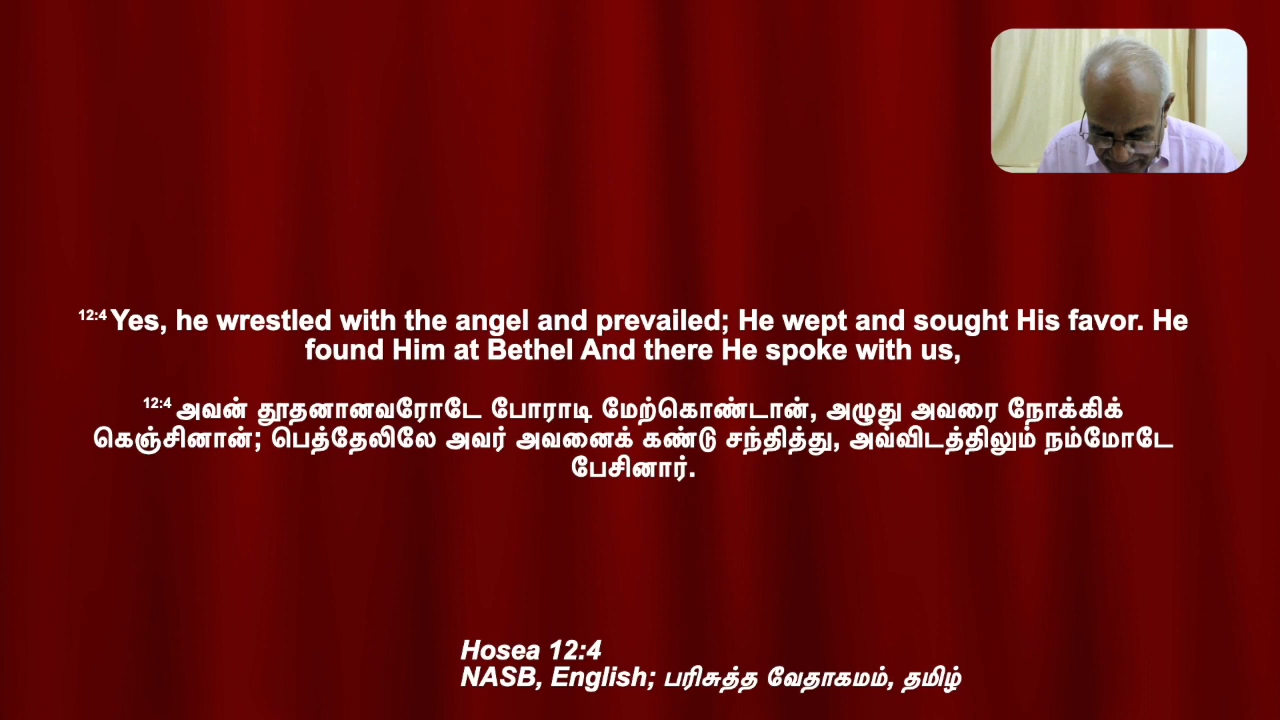 12:4 Yes, he wrestled with the angel and prevailed; He wept and sought His favor. He
found Him at Bethel And there He spoke with us,
12:4 அவன் தூதனானவரோடே போராடி மேற்கொண்டான், அழுது அவரை நோக்கிக்
கெஞ்சினான்; பெத்தேலிலே அவர் அவனைக் கண்டு சந்தித்து, அவ்விடத்திலும் நம்மோடே
பேசினார்.
Hosea 12:4
NASB, English; பரிசுத்த வேதாகமம், தமிழ்